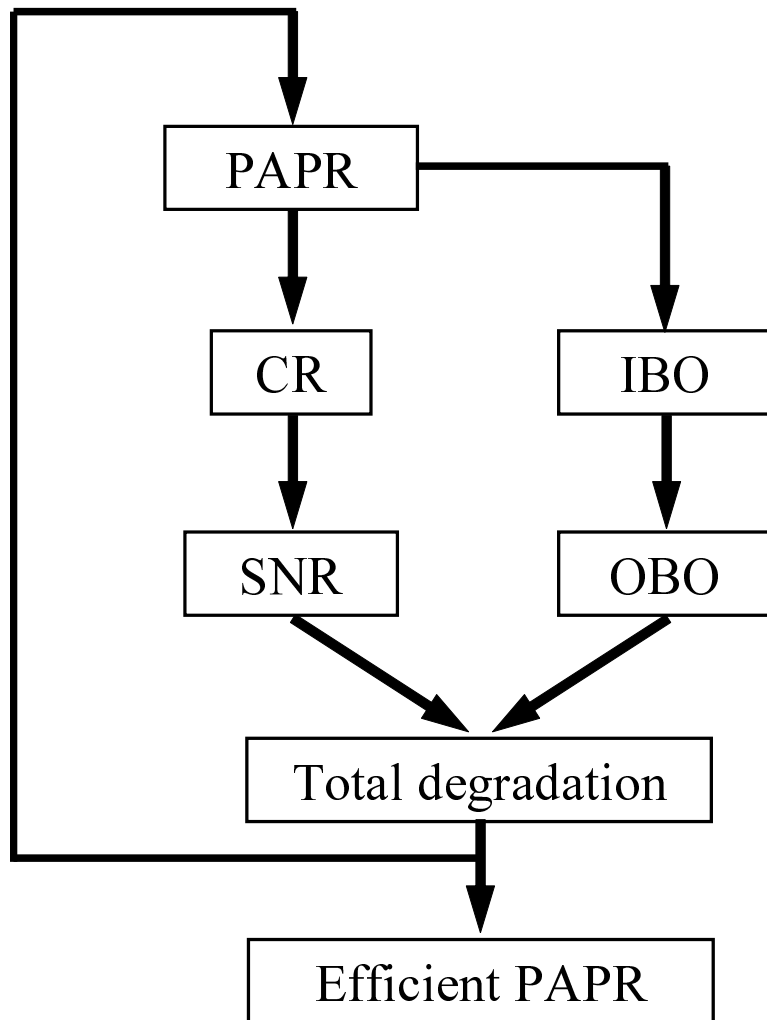 PAPR
CR
IBO
SNR
OBO
Total degradation
Efficient PAPR